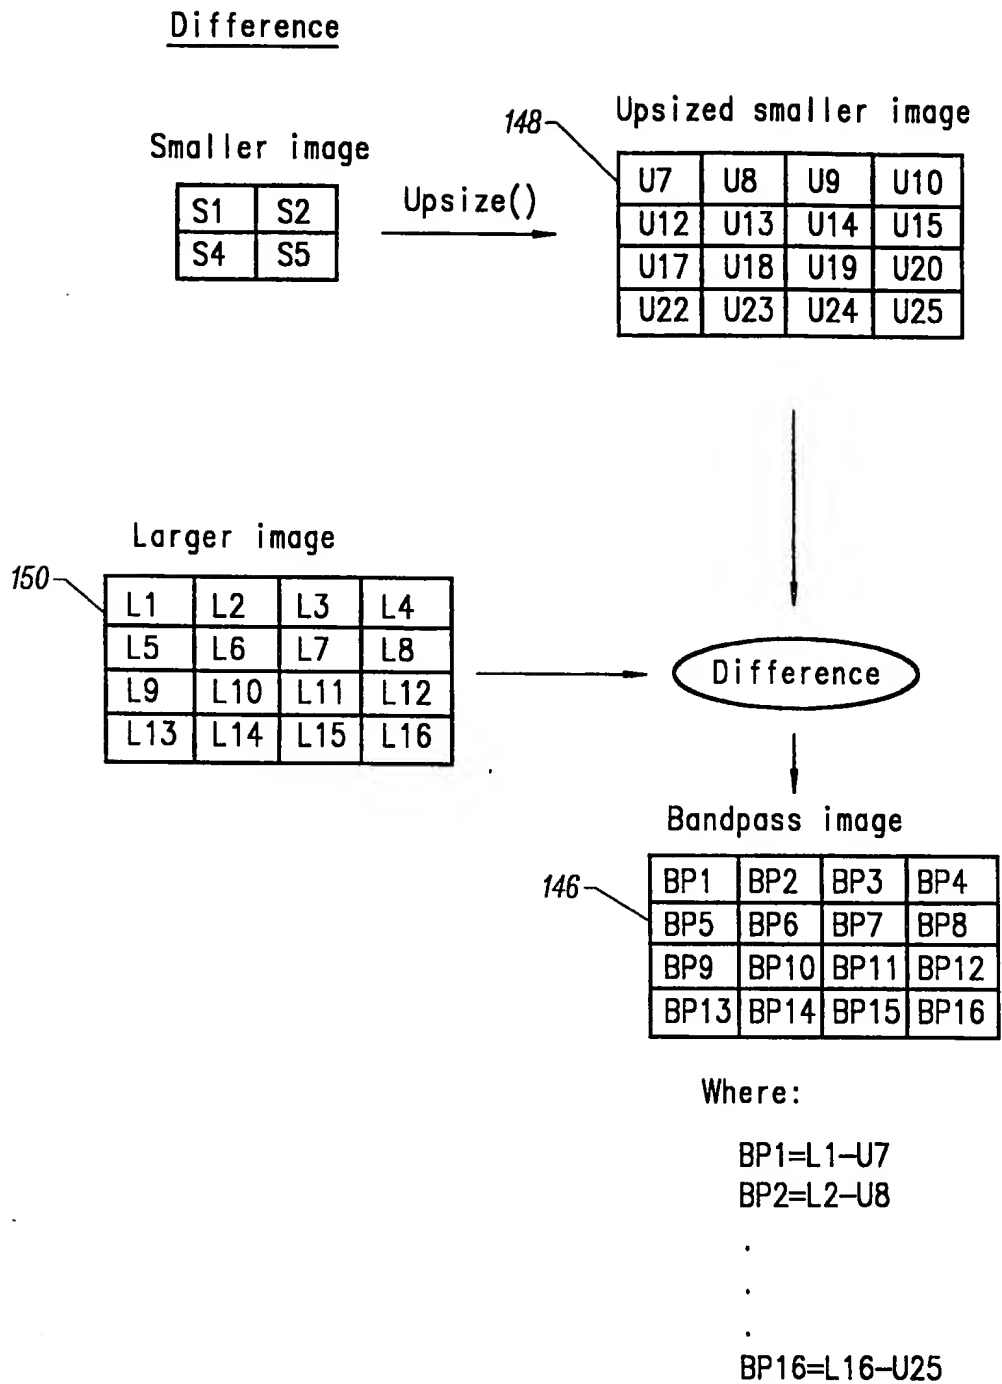 Difference
Smaller image
S1 S2
S4 S5
Upsize()
148
Upsized smaller image
U7 U8 U9 U10
U12 U13 U14 U15
U17 U18 U19 U20
U22 U23 U24 U25
Larger image
150
L1 L2 L3 L4
L5 L6 L7 L8
L9 L10 L11 L12
L13 L14 L15 L16
Difference
Bandpass image
146
BP1 BP2 BP3 BP4
BP5 BP6 BP7 BP8
BP9 BP10 BP11 BP12
BP13 BP14 BP15 BP16
Where:
BP1=L1–U7
BP2=L2–U8
.
.
.
BP16=L16–U25